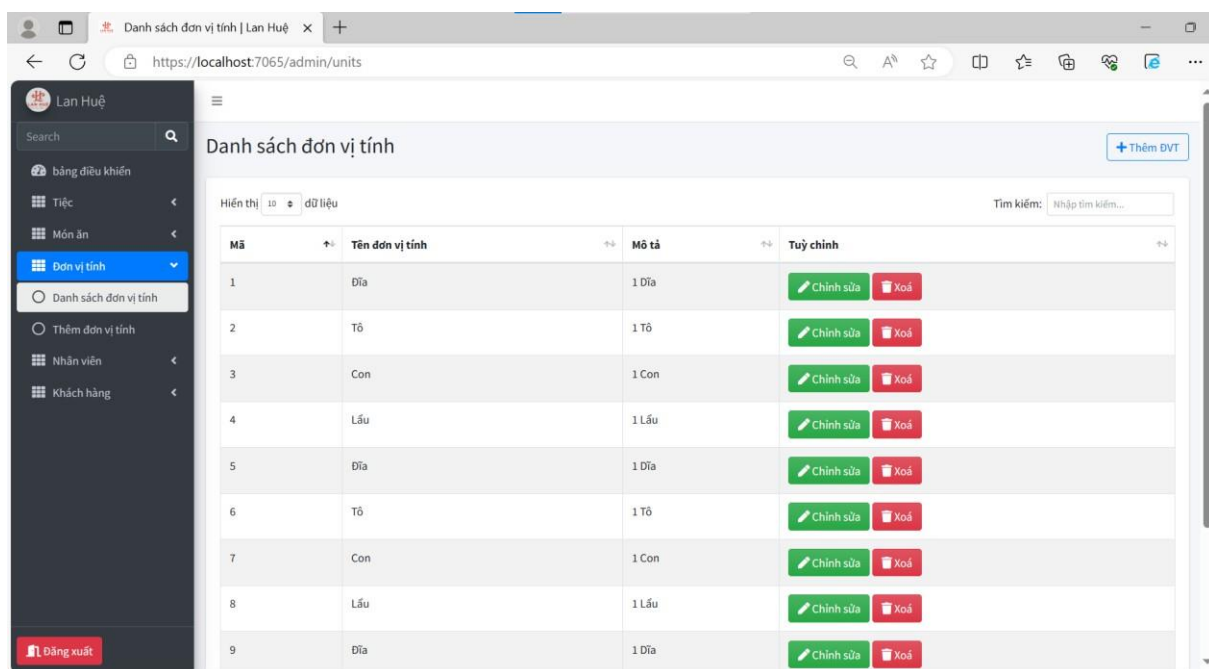 Danh sách đơn vị tính | Lan Huệ
https://localhost:7065/admin/units
Lan Huệ
Search
bảng điều khiển
Tiệc
Món ăn
Đơn vị tính
Danh sách đơn vị tính
Thêm đơn vị tính
Nhân viên
Khách hàng
Đăng xuất
Danh sách đơn vị tính
Thêm ĐVT
Hiển thị 10 dữ liệu
Tìm kiếm: Nhập tìm kiếm...
Mã Tên đơn vị tính Mô tả Tuỳ chỉnh
1 Đĩa 1 Dĩa Chỉnh sửa Xoá
2 Tô 1 Tô Chỉnh sửa Xoá
3 Con 1 Con Chỉnh sửa Xoá
4 Lẩu 1 Lẩu Chỉnh sửa Xoá
5 Đĩa 1 Dĩa Chỉnh sửa Xoá
6 Tô 1 Tô Chỉnh sửa Xoá
7 Con 1 Con Chỉnh sửa Xoá
8 Lẩu 1 Lẩu Chỉnh sửa Xoá
9 Đĩa 1 Dĩa Chỉnh sửa Xoá